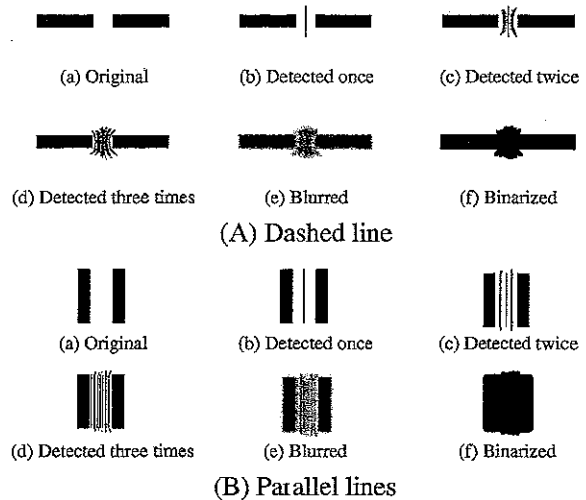 (a) Original (b) Detected once (c) Detected twice
(d) Detected three times (e) Blurred (f) Binarized
(A) Dashed line
(a) Original (b) Detected once (c) Detected twice
(d) Detected three times (e) Blurred (f) Binarized
(B) Parallel lines